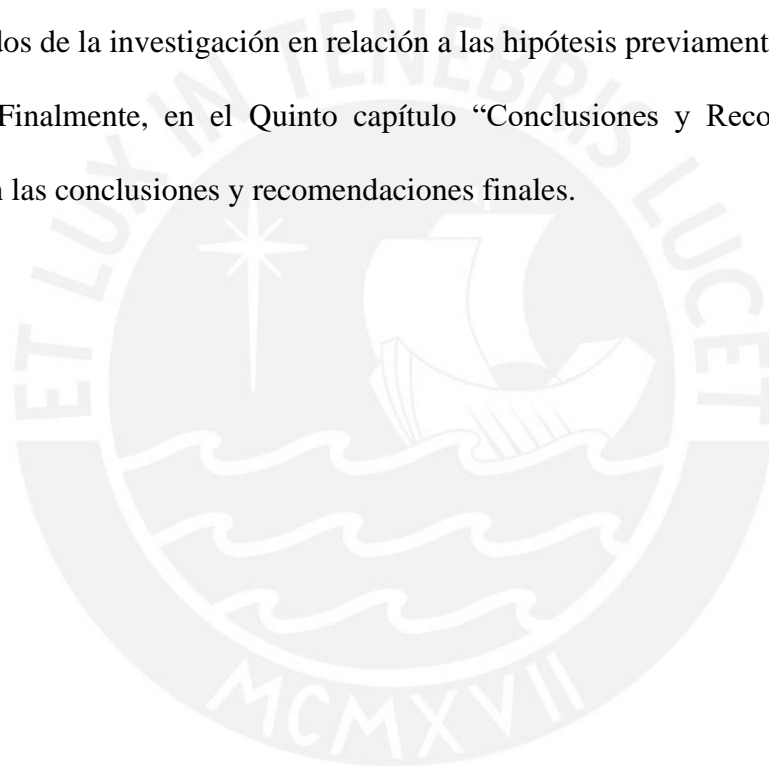 dos de la investigación en relación a las hipótesis previament
Finalmente, en el Quinto capítulo “Conclusiones y Reco
las conclusiones y recomendaciones finales.
ET LUX IN TENEBRIS LUCET
MCMXVII